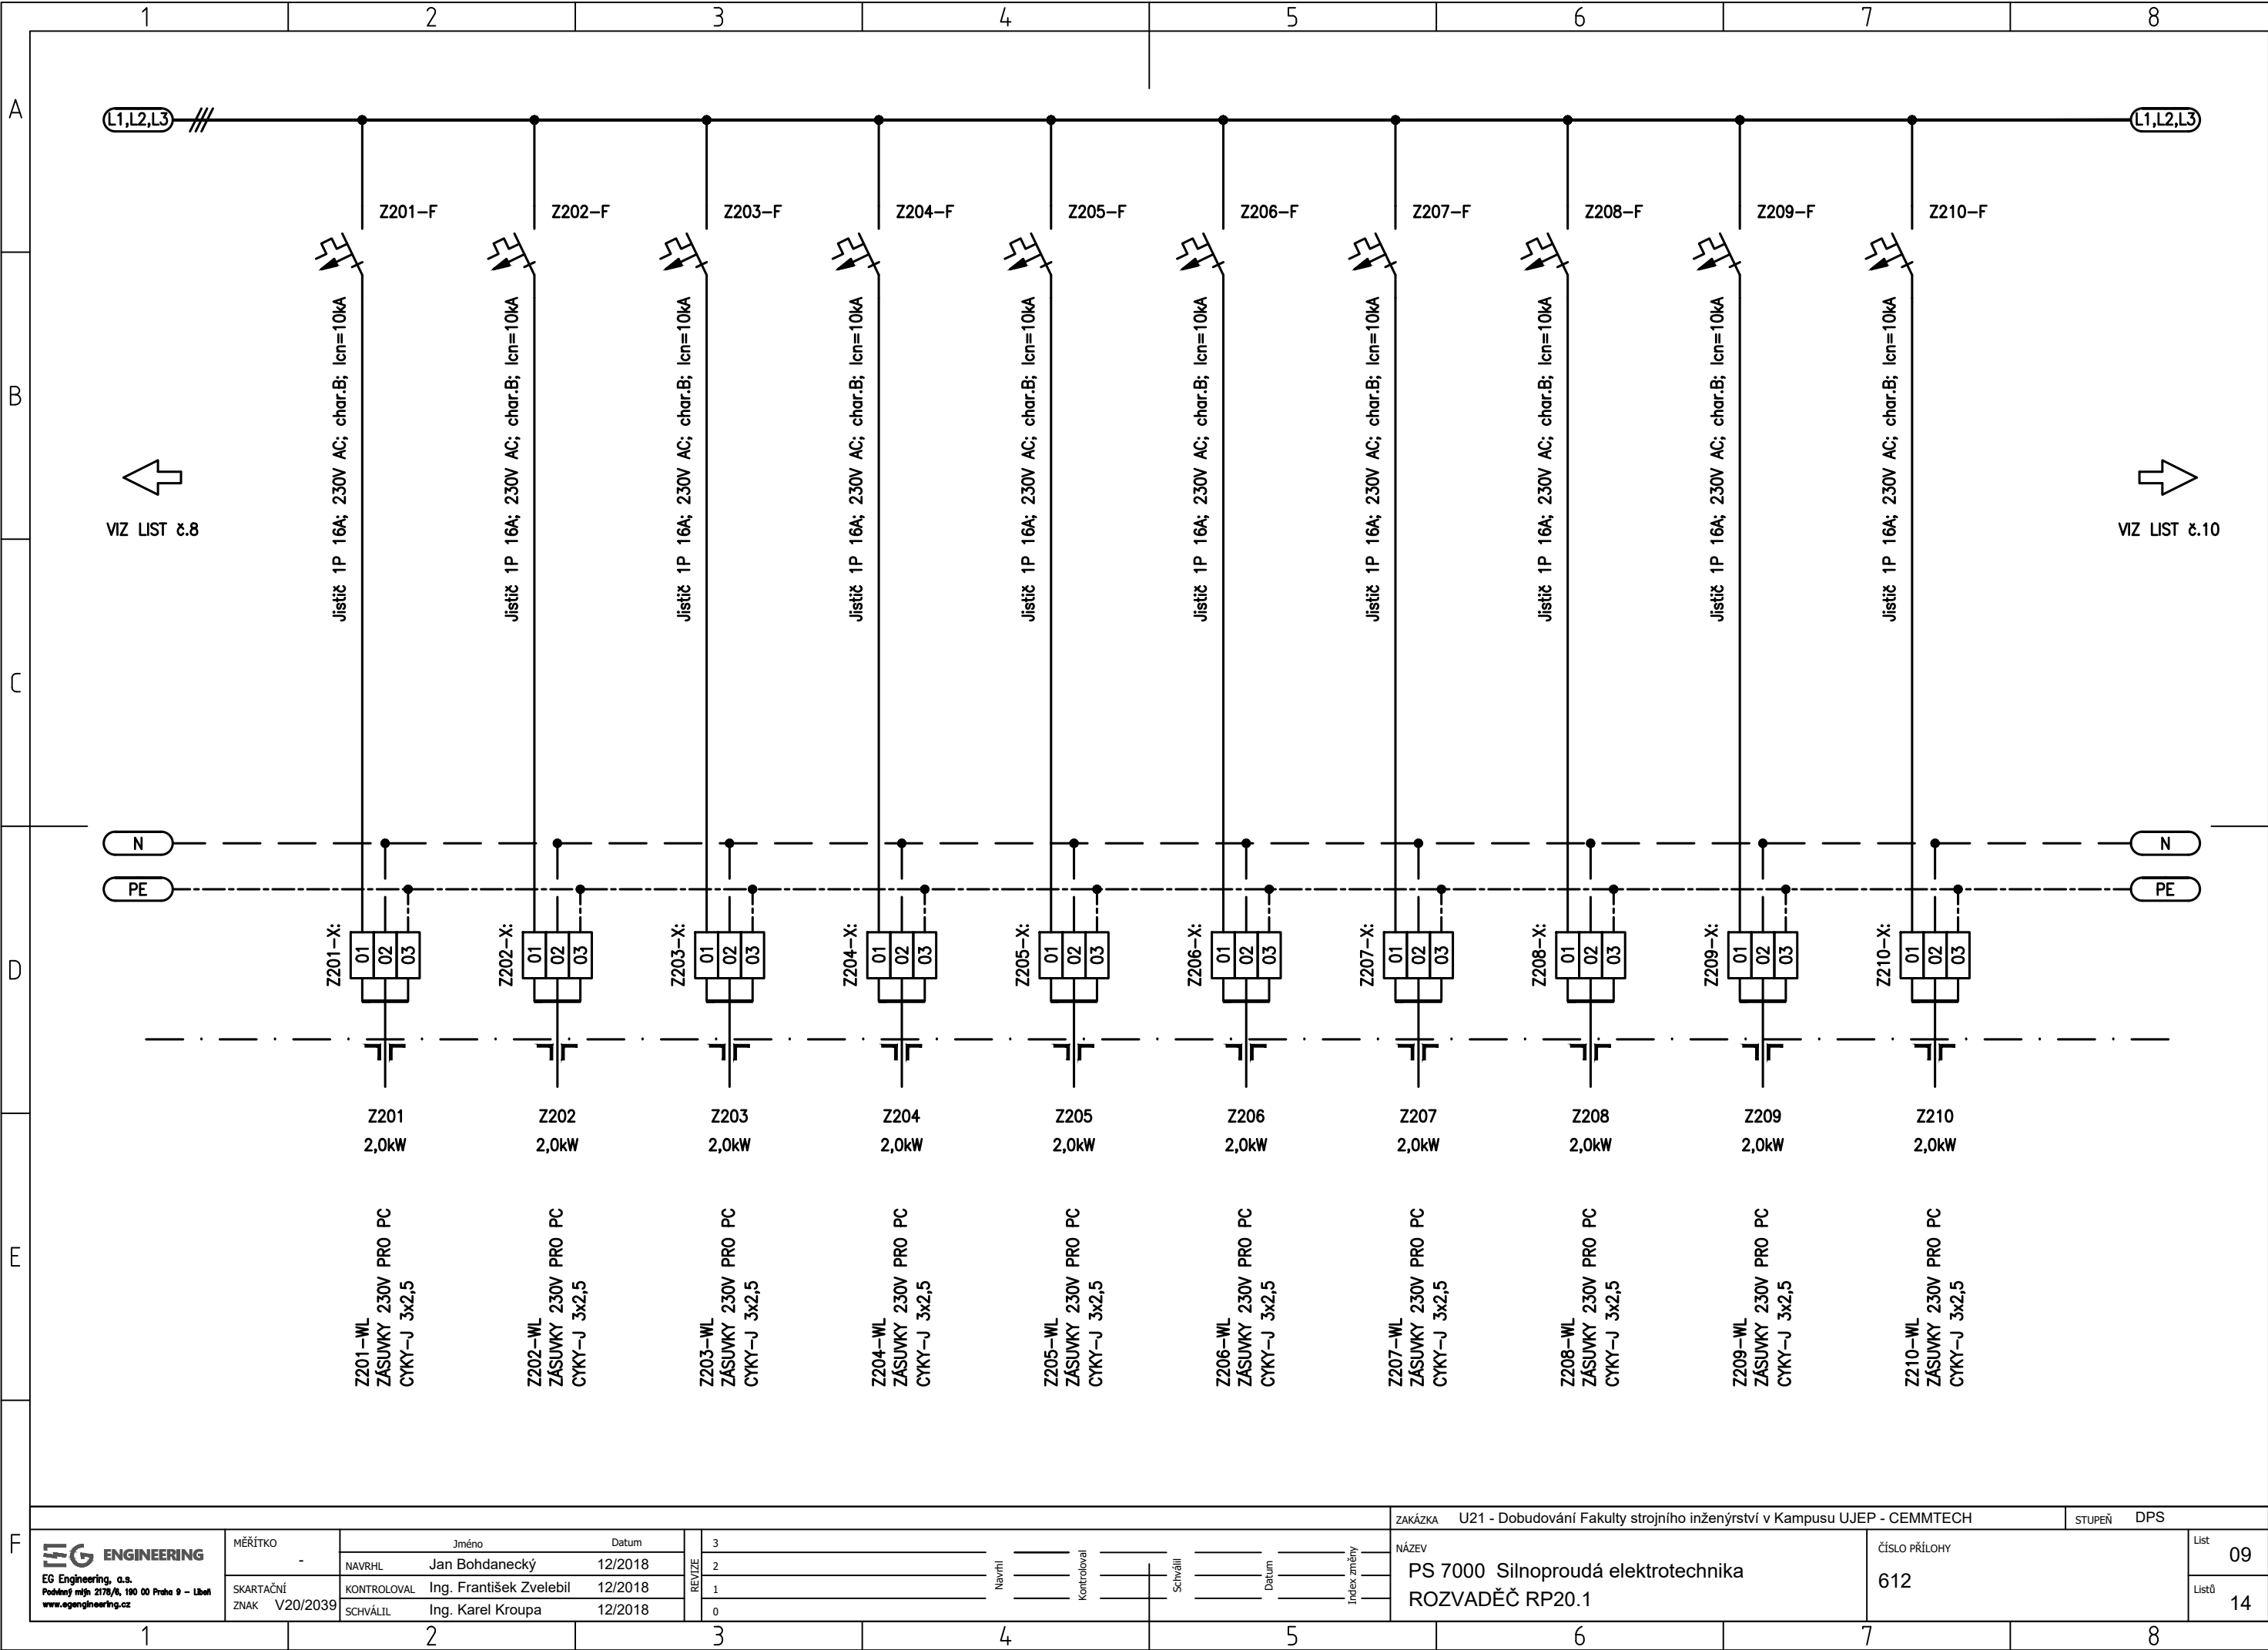 1 2 3 4 5 6 7 8
A
L1,L2,L3 L1,L2,L3
Z201-F Z202-F Z203-F Z204-F Z205-F Z206-F Z207-F Z208-F Z209-F Z210-F
B
Jistič 1P 16A; 230V AC; char.B; Icn=10kA
Jistič 1P 16A; 230V AC; char.B; Icn=10kA
Jistič 1P 16A; 230V AC; char.B; Icn=10kA
Jistič 1P 16A; 230V AC; char.B; Icn=10kA
Jistič 1P 16A; 230V AC; char.B; Icn=10kA
Jistič 1P 16A; 230V AC; char.B; Icn=10kA
Jistič 1P 16A; 230V AC; char.B; Icn=10kA
Jistič 1P 16A; 230V AC; char.B; Icn=10kA
Jistič 1P 16A; 230V AC; char.B; Icn=10kA
Jistič 1P 16A; 230V AC; char.B; Icn=10kA
VIZ LIST č.8 VIZ LIST č.10
C
N N
PE PE
D
Z201-X: 01 02 03
Z202-X: 01 02 03
Z203-X: 01 02 03
Z204-X: 01 02 03
Z205-X: 01 02 03
Z206-X: 01 02 03
Z207-X: 01 02 03
Z208-X: 01 02 03
Z209-X: 01 02 03
Z210-X: 01 02 03
Z201 Z202 Z203 Z204 Z205 Z206 Z207 Z208 Z209 Z210
2,0kW 2,0kW 2,0kW 2,0kW 2,0kW 2,0kW 2,0kW 2,0kW 2,0kW 2,0kW
E
Z201-WL
ZÁSUVKY 230V PRO PC
CYKY-J 3x2,5
Z202-WL
ZÁSUVKY 230V PRO PC
CYKY-J 3x2,5
Z203-WL
ZÁSUVKY 230V PRO PC
CYKY-J 3x2,5
Z204-WL
ZÁSUVKY 230V PRO PC
CYKY-J 3x2,5
Z205-WL
ZÁSUVKY 230V PRO PC
CYKY-J 3x2,5
Z206-WL
ZÁSUVKY 230V PRO PC
CYKY-J 3x2,5
Z207-WL
ZÁSUVKY 230V PRO PC
CYKY-J 3x2,5
Z208-WL
ZÁSUVKY 230V PRO PC
CYKY-J 3x2,5
Z209-WL
ZÁSUVKY 230V PRO PC
CYKY-J 3x2,5
Z210-WL
ZÁSUVKY 230V PRO PC
CYKY-J 3x2,5
F
EG ENGINEERING
EG Engineering, a.s.
Podvinný mlýn 2178/6, 190 00 Praha 9 – Libeň
www.egengineering.cz
MĚŘÍTKO
-
SKARTAČNÍ
ZNAK V20/2039
Jméno Datum
NAVRHL Jan Bohdanecký 12/2018
KONTROLOVAL Ing. František Zvelebil 12/2018
SCHVÁLIL Ing. Karel Kroupa 12/2018
REVIZE
3
2
1
0
Navrhl
Kontroloval
Schválil
Datum
Index změny
ZAKÁZKA U21 - Dobudování Fakulty strojního inženýrství v Kampusu UJEP - CEMMTECH
STUPEŇ DPS
NÁZEV
PS 7000 Silnoproudá elektrotechnika
ROZVADĚČ RP20.1
ČÍSLO PŘÍLOHY
612
List
09
Listů
14
1 2 3 4 5 6 7 8